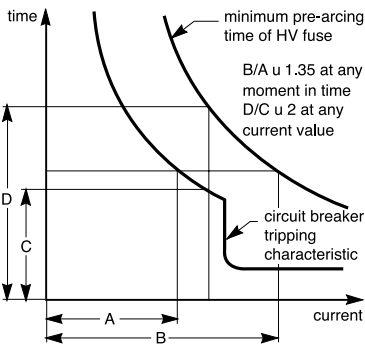 time
minimum pre-arcing
time of HV fuse
B/A u 1.35 at any
moment in time
D/C u 2 at any
current value
D
C
circuit breaker
tripping
characteristic
current
A
B